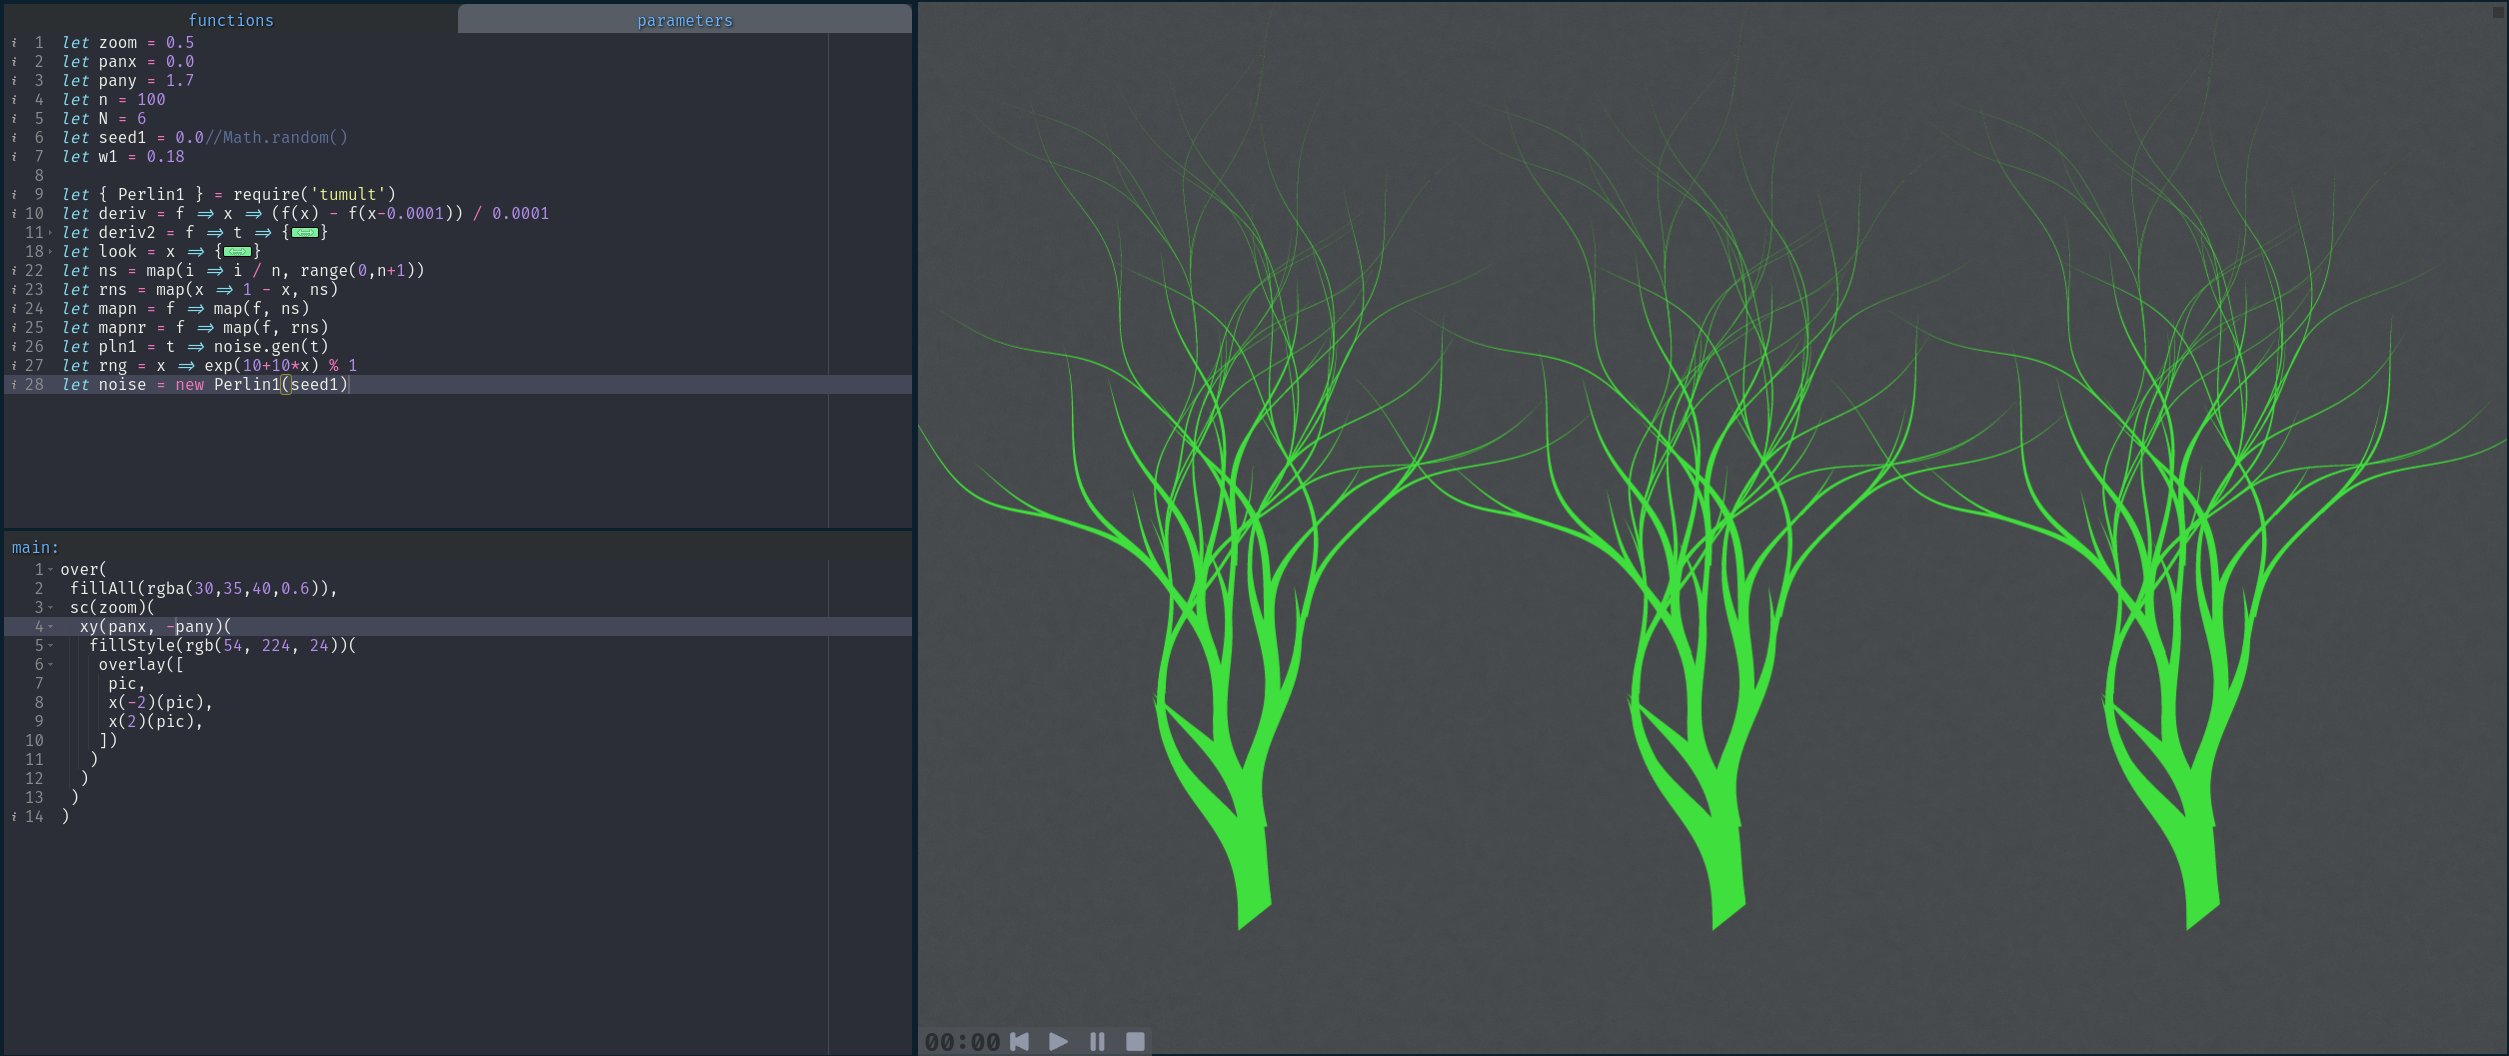 functions
parameters
1 let zoom = 0.5
2 let panx = 0.0
3 let pany = 1.7
4 let n = 100
5 let N = 6
6 let seed1 = 0.0//Math.random()
7 let w1 = 0.18
8
9 let { Perlin1 } = require('tumult')
10 let deriv = f => x => (f(x) - f(x-0.0001)) / 0.0001
11 let deriv2 = f => t => {}
18 let look = x => {}
22 let ns = map(i => i / n, range(0,n+1))
23 let rns = map(x => 1 - x, ns)
24 let mapn = f => map(f, ns)
25 let mapnr = f => map(f, rns)
26 let pln1 = t => noise.gen(t)
27 let rng = x => exp(10+10*x) % 1
28 let noise = new Perlin1(seed1)
main:
1 over(
2 fillAll(rgba(30,35,40,0.6)),
3 sc(zoom)(
4 xy(panx, -pany)(
5 fillStyle(rgb(54, 224, 24))(
6 overlay([
7 pic,
8 x(-2)(pic),
9 x(2)(pic),
10 ])
11 )
12 )
13 )
14 )
00:00